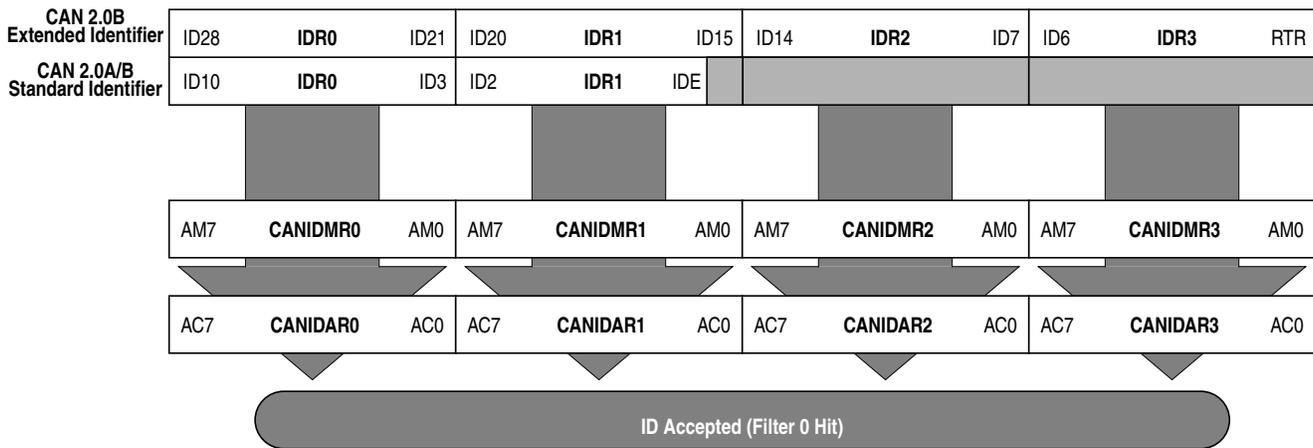 CAN 2.0B
Extended Identifier
ID28 IDR0 ID21 ID20 IDR1 ID15 ID14 IDR2 ID7 ID6 IDR3 RTR
CAN 2.0A/B
Standard Identifier
ID10 IDR0 ID3 ID2 IDR1 IDE
AM7 CANIDMR0 AM0 AM7 CANIDMR1 AM0 AM7 CANIDMR2 AM0 AM7 CANIDMR3 AM0
AC7 CANIDAR0 AC0 AC7 CANIDAR1 AC0 AC7 CANIDAR2 AC0 AC7 CANIDAR3 AC0
ID Accepted (Filter 0 Hit)